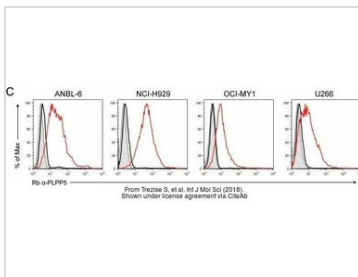 C
ANBL-6 NCI-H929 OCI-MY1 U266
% of Max
Rb α-PLPP5
From Trezise S, et al. Int J Mol Sci (2018).
Shown under license agreement via CiteAb